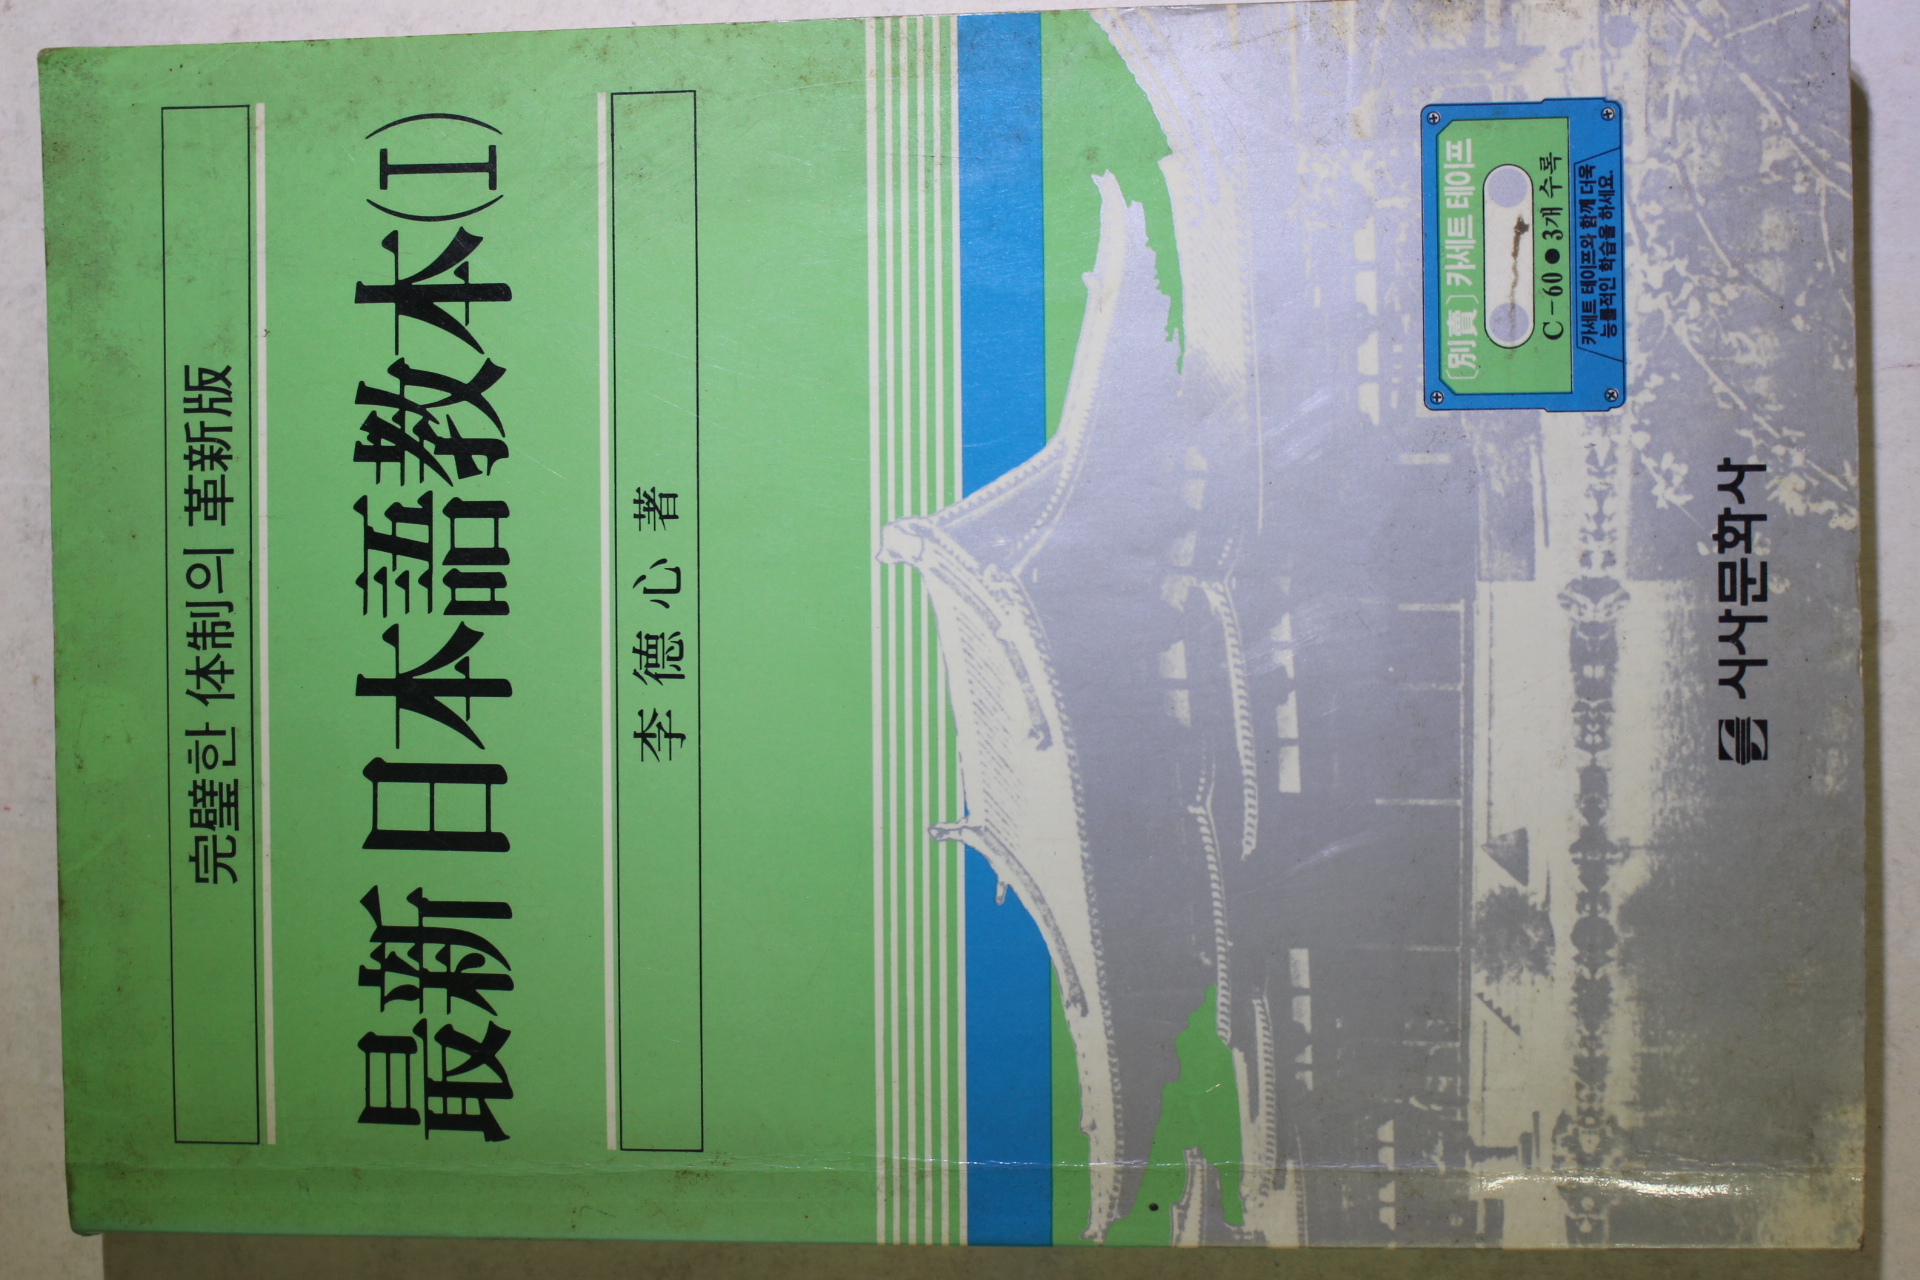 完璧한 体制의 革新版
最新 日本語教本(I)
李德心 著
〔別賣〕 카세트 테이프
C-60 ● 3개 수록
카세트 테이프와 함께 더욱
능률적인 학습을 하세요.
시사문화사